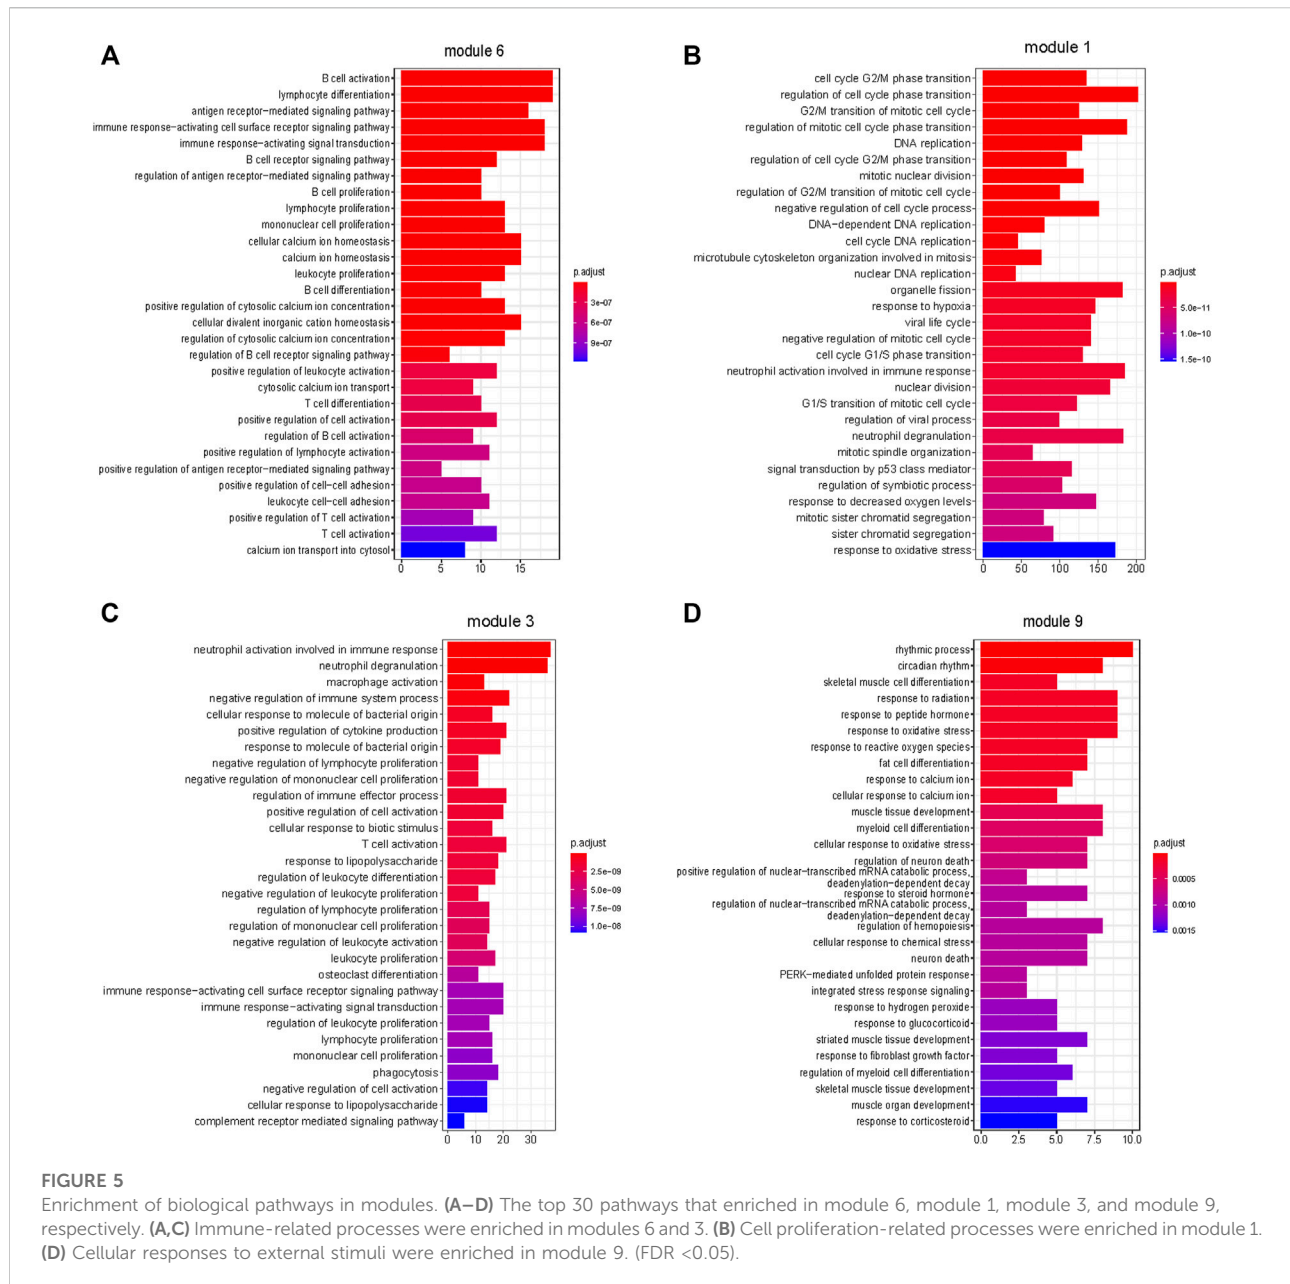 A
module 6
B cell activation
lymphocyte differentiation
antigen receptor−mediated signaling pathway
immune response−activating cell surface receptor signaling pathway
immune response−activating signal transduction
B cell receptor signaling pathway
regulation of antigen receptor−mediated signaling pathway
B cell proliferation
lymphocyte proliferation
mononuclear cell proliferation
cellular calcium ion homeostasis
calcium ion homeostasis
leukocyte proliferation
B cell differentiation
positive regulation of cytosolic calcium ion concentration
cellular divalent inorganic cation homeostasis
regulation of cytosolic calcium ion concentration
regulation of B cell receptor signaling pathway
positive regulation of leukocyte activation
cytosolic calcium ion transport
T cell differentiation
positive regulation of cell activation
regulation of B cell activation
positive regulation of lymphocyte activation
positive regulation of antigen receptor−mediated signaling pathway
positive regulation of cell−cell adhesion
leukocyte cell−cell adhesion
positive regulation of T cell activation
T cell activation
calcium ion transport into cytosol
0 5 10 15
p.adjust
3e−07
6e−07
9e−07
B
module 1
cell cycle G2/M phase transition
regulation of cell cycle phase transition
G2/M transition of mitotic cell cycle
regulation of mitotic cell cycle phase transition
DNA replication
regulation of cell cycle G2/M phase transition
mitotic nuclear division
regulation of G2/M transition of mitotic cell cycle
negative regulation of cell cycle process
DNA−dependent DNA replication
cell cycle DNA replication
microtubule cytoskeleton organization involved in mitosis
nuclear DNA replication
organelle fission
response to hypoxia
viral life cycle
negative regulation of mitotic cell cycle
cell cycle G1/S phase transition
neutrophil activation involved in immune response
nuclear division
G1/S transition of mitotic cell cycle
regulation of viral process
neutrophil degranulation
mitotic spindle organization
signal transduction by p53 class mediator
regulation of symbiotic process
response to decreased oxygen levels
mitotic sister chromatid segregation
sister chromatid segregation
response to oxidative stress
0 50 100 150 200
p.adjust
5.0e−11
1.0e−10
1.5e−10
C
module 3
neutrophil activation involved in immune response
neutrophil degranulation
macrophage activation
negative regulation of immune system process
cellular response to molecule of bacterial origin
positive regulation of cytokine production
response to molecule of bacterial origin
negative regulation of lymphocyte proliferation
negative regulation of mononuclear cell proliferation
regulation of immune effector process
positive regulation of cell activation
cellular response to biotic stimulus
T cell activation
response to lipopolysaccharide
regulation of leukocyte differentiation
negative regulation of leukocyte proliferation
regulation of lymphocyte proliferation
regulation of mononuclear cell proliferation
negative regulation of leukocyte activation
leukocyte proliferation
osteoclast differentiation
immune response−activating cell surface receptor signaling pathway
immune response−activating signal transduction
regulation of leukocyte proliferation
lymphocyte proliferation
mononuclear cell proliferation
phagocytosis
negative regulation of cell activation
cellular response to lipopolysaccharide
complement receptor mediated signaling pathway
0 10 20 30
p.adjust
2.5e−09
5.0e−09
7.5e−09
1.0e−08
D
module 9
rhythmic process
circadian rhythm
skeletal muscle cell differentiation
response to radiation
response to peptide hormone
response to oxidative stress
response to reactive oxygen species
fat cell differentiation
response to calcium ion
cellular response to calcium ion
muscle tissue development
myeloid cell differentiation
cellular response to oxidative stress
regulation of neuron death
positive regulation of nuclear−transcribed mRNA catabolic process,
deadenylation−dependent decay
response to steroid hormone
regulation of nuclear−transcribed mRNA catabolic process,
deadenylation−dependent decay
regulation of hemopoiesis
cellular response to chemical stress
neuron death
PERK−mediated unfolded protein response
integrated stress response signaling
response to hydrogen peroxide
response to glucocorticoid
striated muscle tissue development
response to fibroblast growth factor
regulation of myeloid cell differentiation
skeletal muscle tissue development
muscle organ development
response to corticosteroid
0.0 2.5 5.0 7.5 10.0
p.adjust
0.0005
0.0010
0.0015
FIGURE 5
Enrichment of biological pathways in modules. (A–D) The top 30 pathways that enriched in module 6, module 1, module 3, and module 9,
respectively. (A,C) Immune-related processes were enriched in modules 6 and 3. (B) Cell proliferation-related processes were enriched in module 1.
(D) Cellular responses to external stimuli were enriched in module 9. (FDR <0.05).